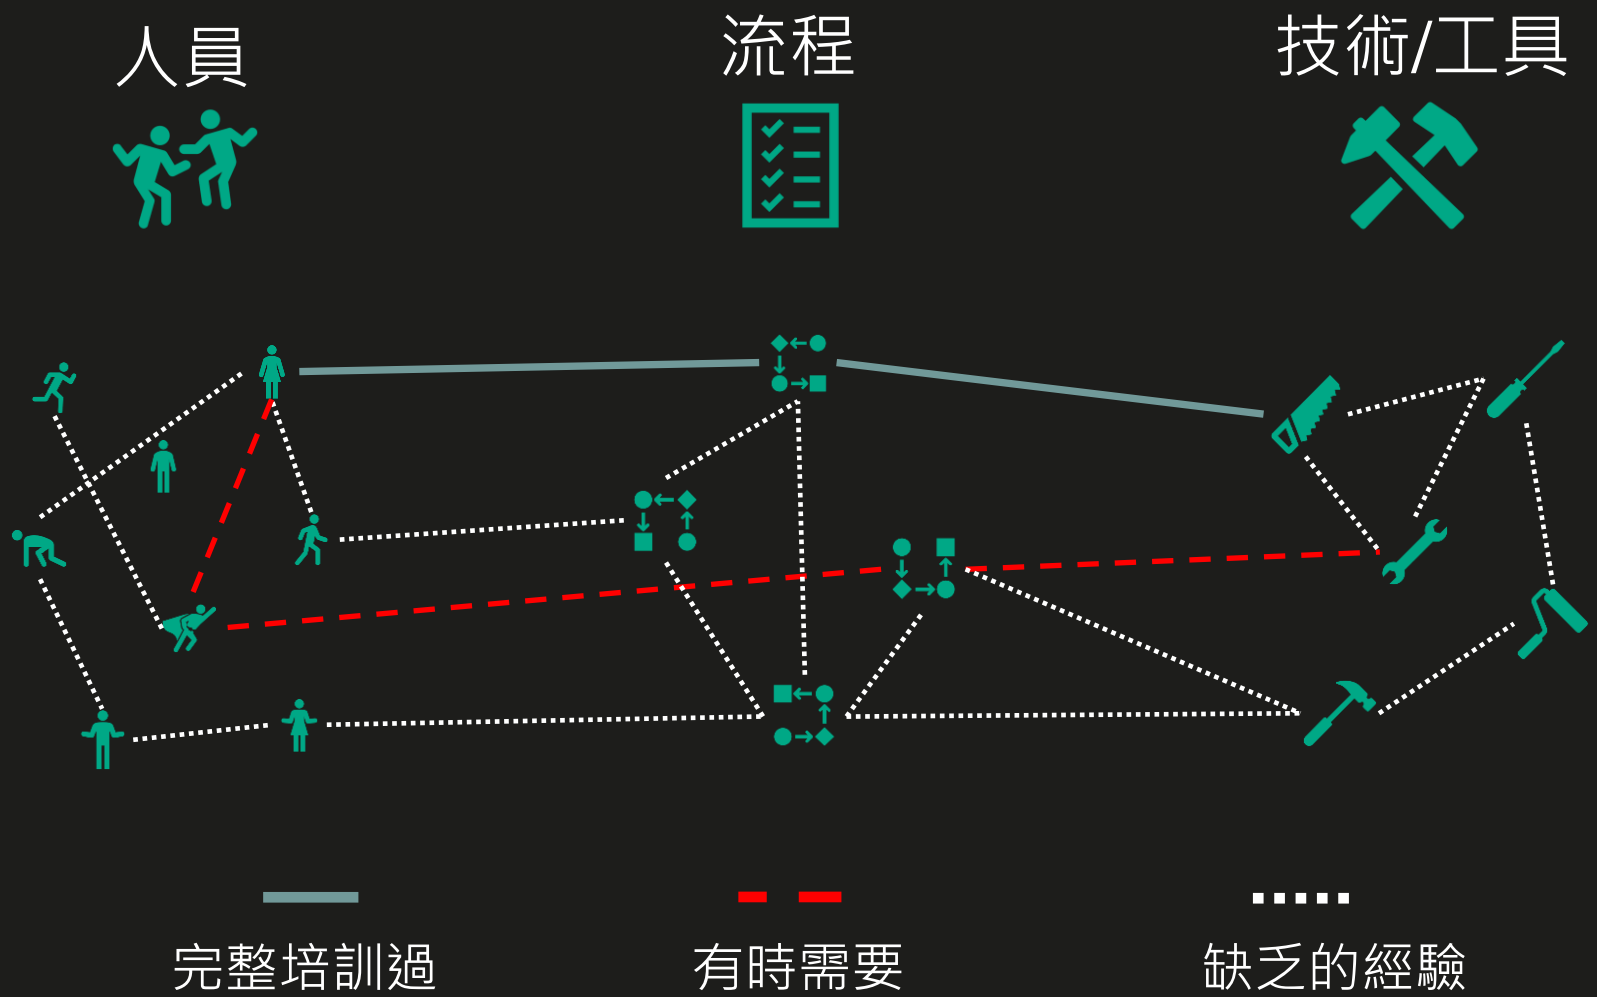 人員
流程
技術/工具
完整培訓過
有時需要
缺乏的經驗